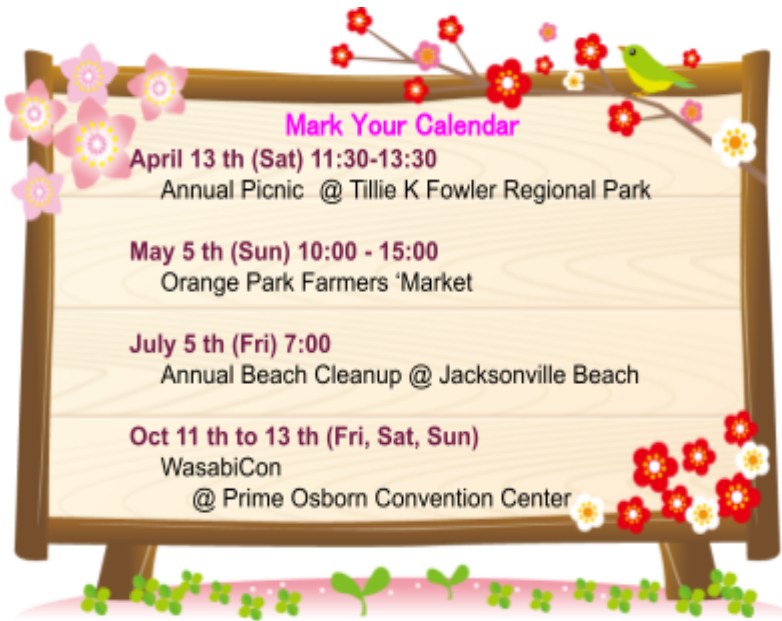 Mark Your Calendar
April 13 th (Sat) 11:30-13:30
Annual Picnic @ Tillie K Fowler Regional Park
May 5 th (Sun) 10:00 - 15:00
Orange Park Farmers ‘Market
July 5 th (Fri) 7:00
Annual Beach Cleanup @ Jacksonville Beach
Oct 11 th to 13 th (Fri, Sat, Sun)
WasabiCon
@ Prime Osborn Convention Center